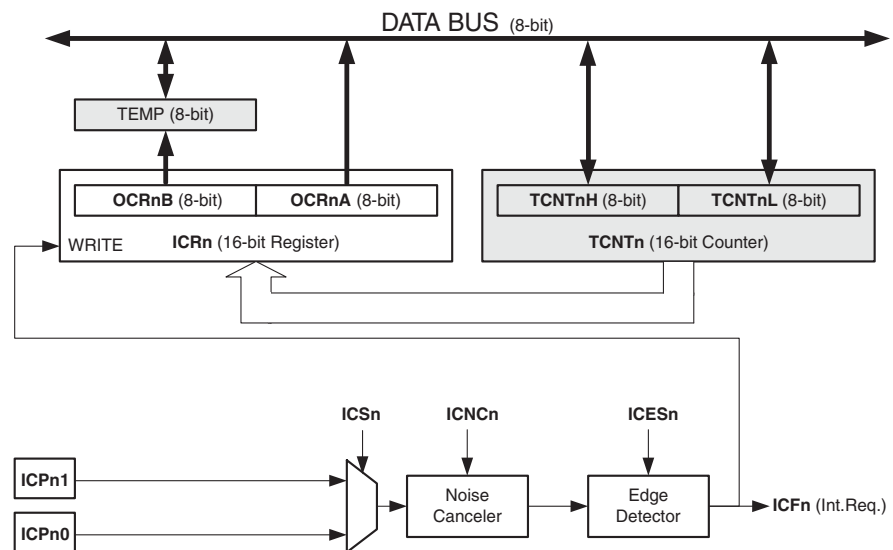 DATA BUS (8-bit)
TEMP (8-bit)
OCRnB (8-bit) OCRnA (8-bit)
WRITE ICRn (16-bit Register)
TCNTnH (8-bit) TCNTnL (8-bit)
TCNTn (16-bit Counter)
ICSn ICNCn ICESn
ICPn1
ICPn0
Noise
Canceler
Edge
Detector
ICFn (Int.Req.)